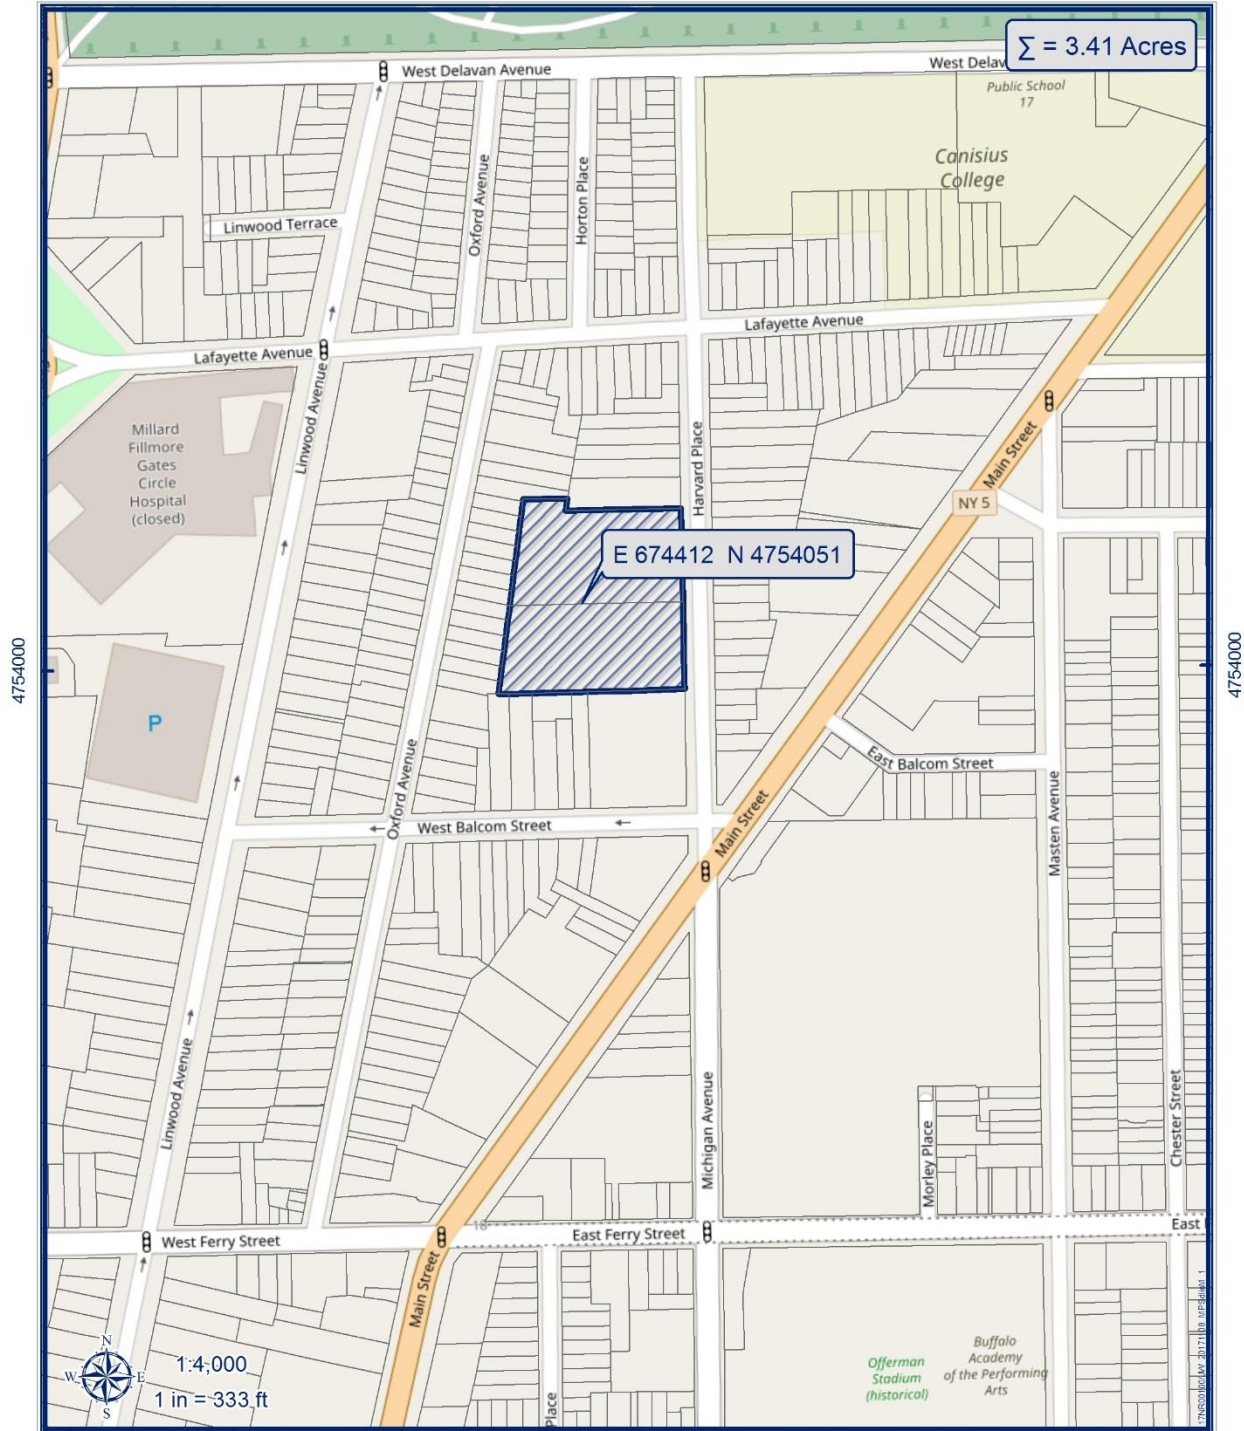 ∑ = 3.41 Acres
West Delavan Avenue
West Delav
Public School
17
Canisius
College
Oxford Avenue
Horton Place
Linwood Terrace
Lafayette Avenue
Lafayette Avenue
Linwood Avenue
Millard
Fillmore
Gates
Circle
Hospital
(closed)
Harvard Place
Main Street
NY 5
E 674412 N 4754051
4754000
4754000
P
Oxford Avenue
East Balcom Street
Main Street
West Balcom Street
Masten Avenue
Linwood Avenue
Michigan Avenue
Morley Place
Chester Street
West Ferry Street
East Ferry Street
East
Main Street
Place
Offerman
Stadium
(historical)
Buffalo
Academy
of the Performing
Arts
N
W E
S
1:4,000
1 in = 333 ft